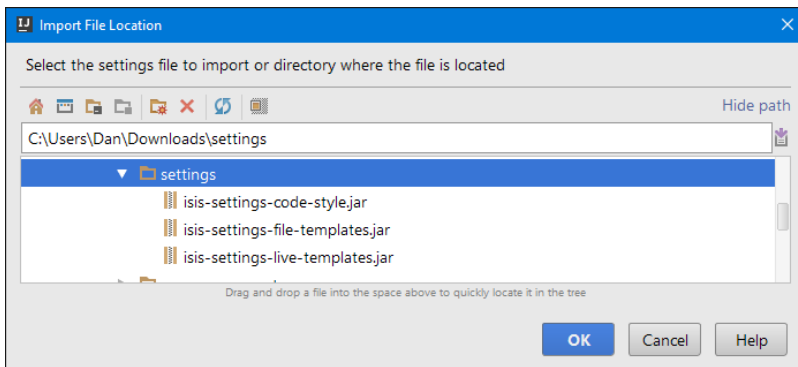 IJ Import File Location
Select the settings file to import or directory where the file is located
Hide path
C:\Users\Dan\Downloads\settings
settings
isis-settings-code-style.jar
isis-settings-file-templates.jar
isis-settings-live-templates.jar
Drag and drop a file into the space above to quickly locate it in the tree
OK Cancel Help